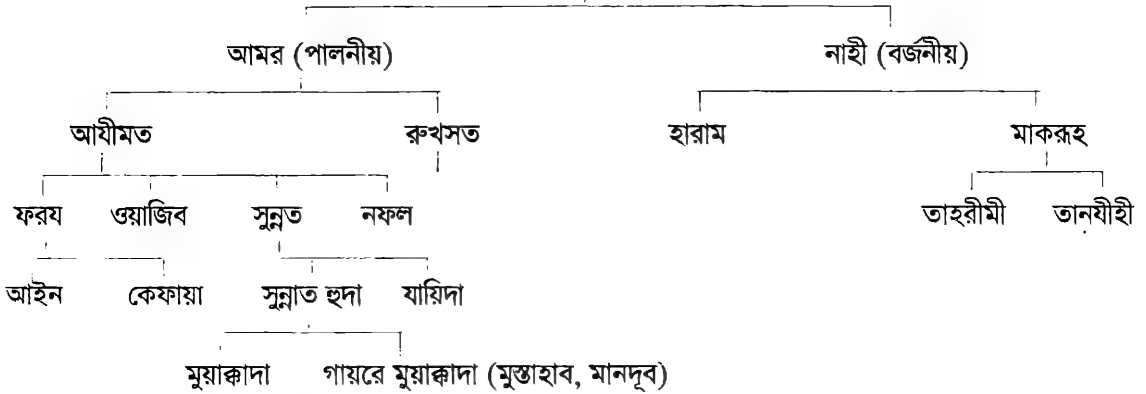 আমর (পালনীয়) নাহী (বর্জনীয়)
আযীমত রুখসত হারাম মাকরূহ
ফরয ওয়াজিব সুন্নত নফল তাহরীমী তানযীহী
আইন কেফায়া সুন্নাত হুদা যায়িদা
মুয়াক্কাদা গায়রে মুয়াক্কাদা (মুস্তাহাব, মানদূব)